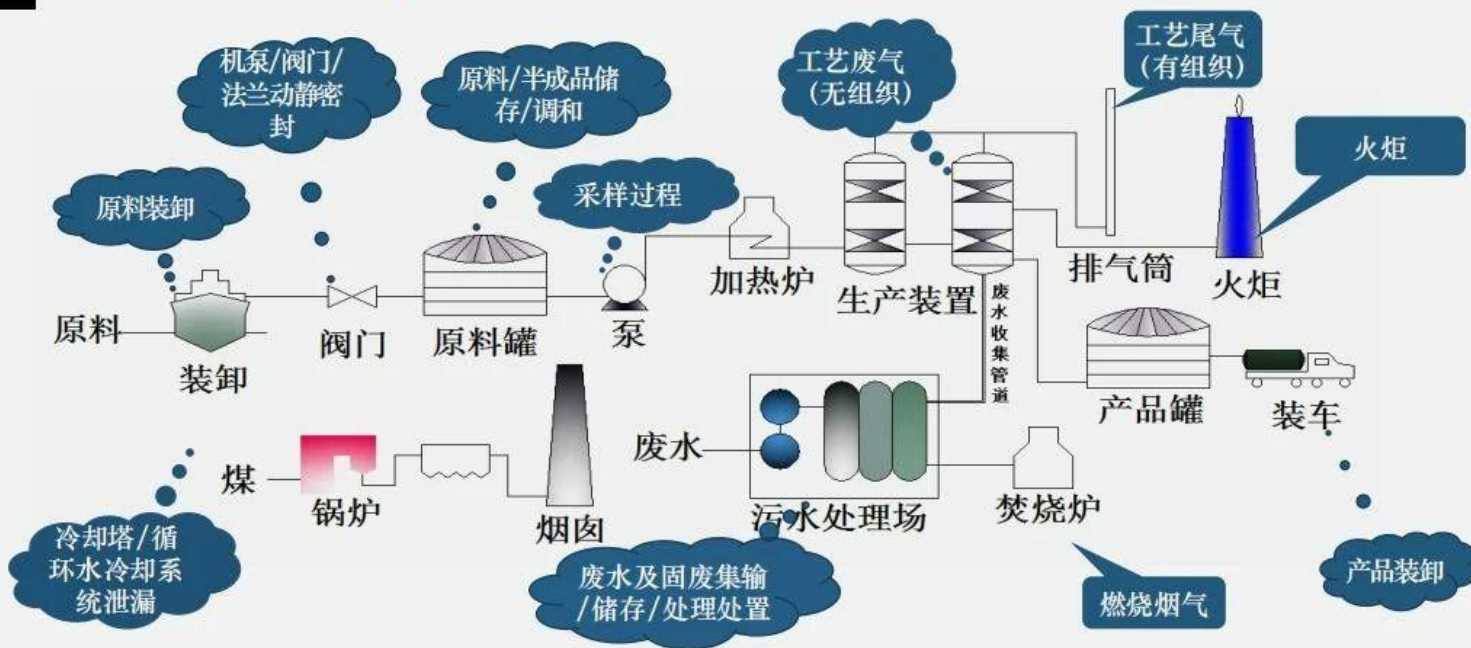 机泵/阀门/
法兰动静密
封
原料/半成品储
存/调和
工艺废气
(无组织)
工艺尾气
(有组织)
火炬
原料装卸
采样过程
原料
装卸
阀门
原料罐
泵
加热炉
生产装置
排气筒
火炬
废水收集管道
产品罐
装车
煤
锅炉
烟囱
废水
污水处理场
焚烧炉
冷却塔/循
环水冷却系
统泄漏
废水及固废集输
/储存/处理处置
燃烧烟气
产品装卸